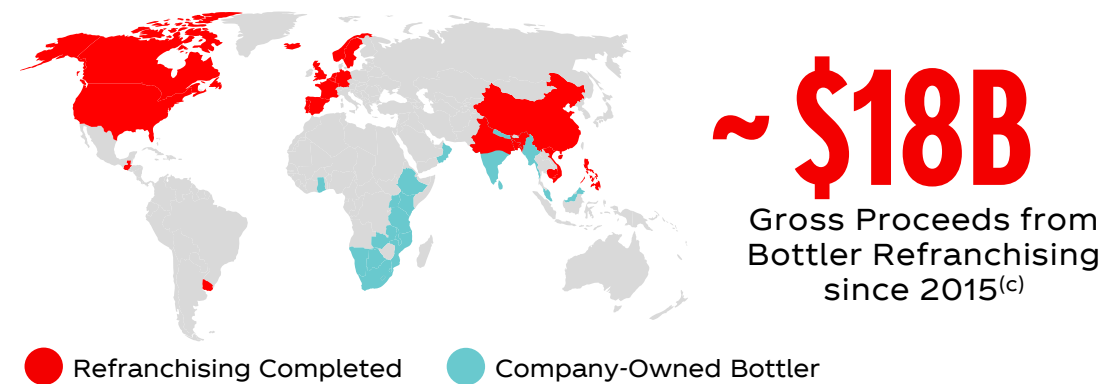 ~ $18B
Gross Proceeds from
Bottler Refranchising
since 2015(c)
Refranchising Completed
Company-Owned Bottler